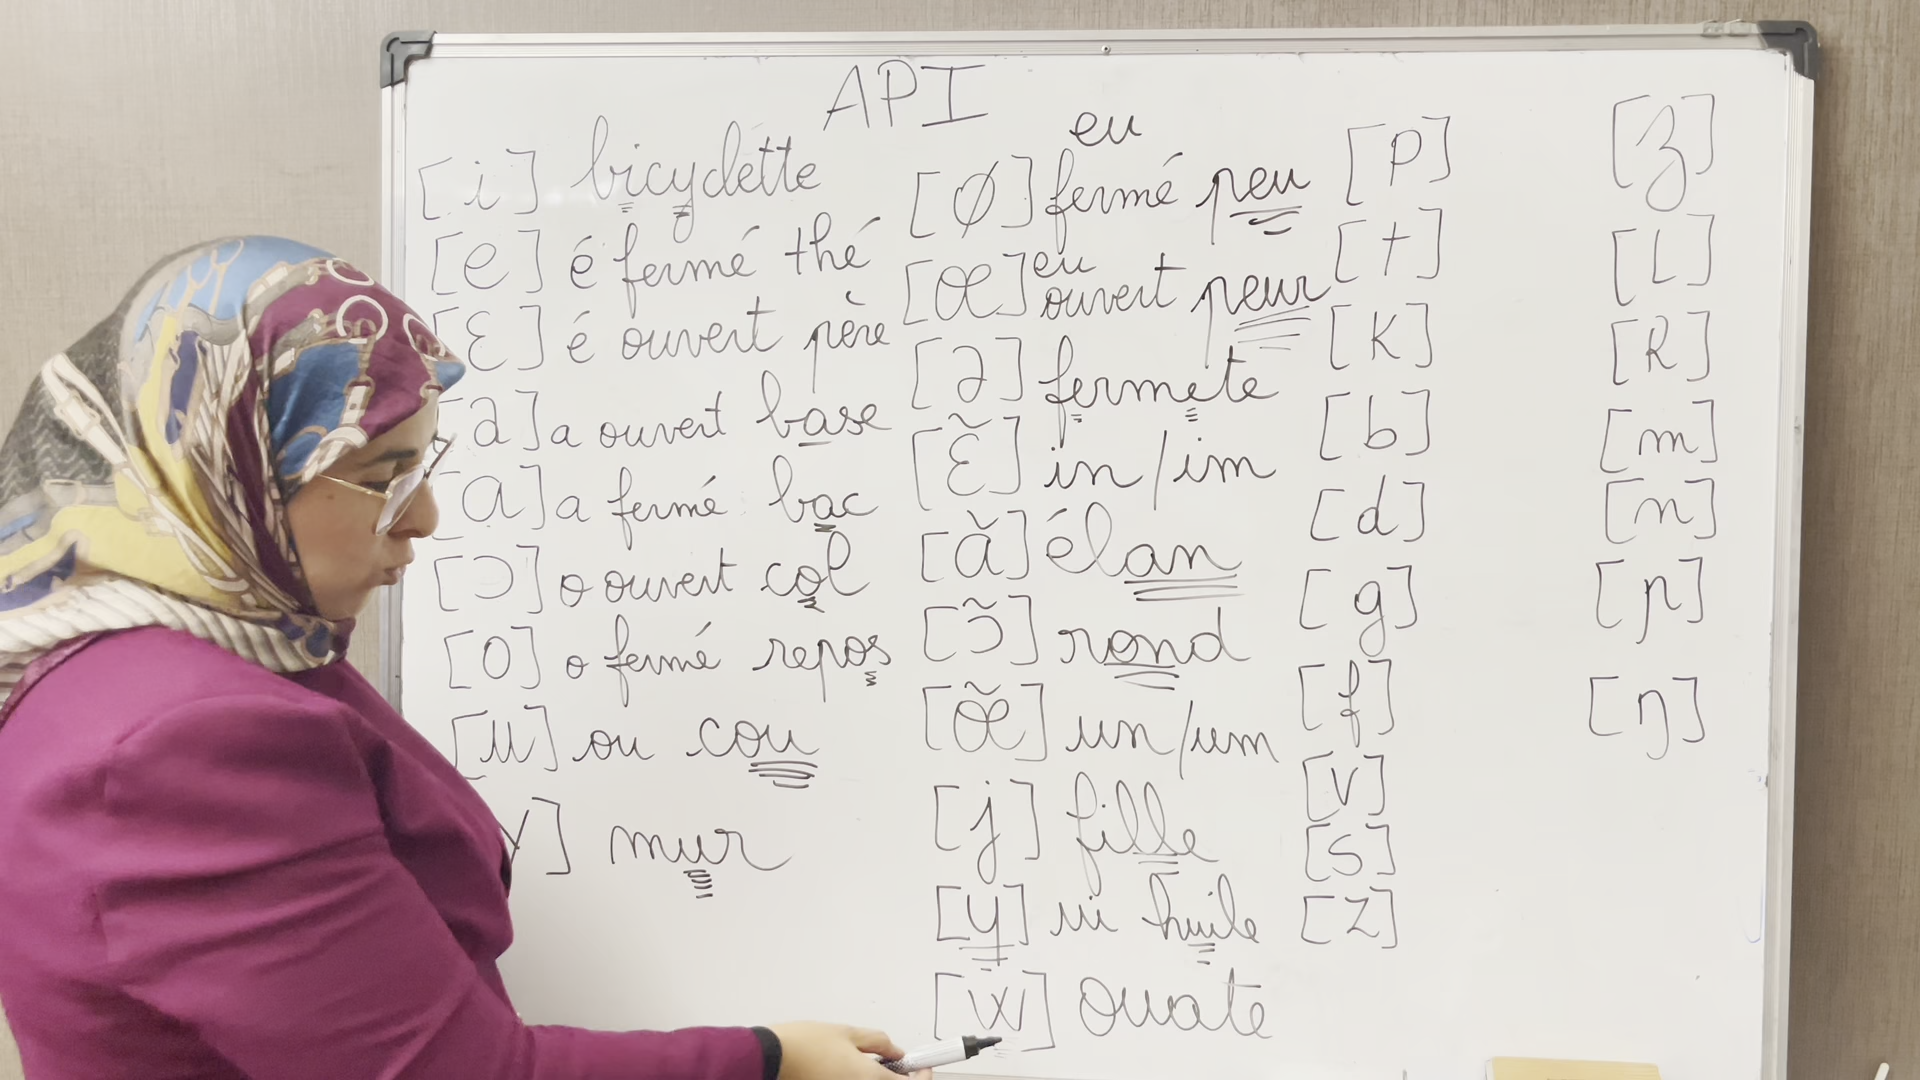 API
[i] bicyclette
[e] é fermé thé
[ɛ] é ouvert père
[a] a ouvert base
[ɑ] a fermé bac
[ɔ] o ouvert col
[o] o fermé repos
[u] ou cou
y] mur
eu
[ø] fermé peu
[œ] eu ouvert peur
[ə] fermete
[ɛ̃] in/im
[ɑ̃] élan
[ɔ̃] rond
[œ̃] un/um
[j] fille
[ɥ] ui huile
[w] ouate
[p]
[t]
[k]
[b]
[d]
[g]
[f]
[v]
[s]
[z]
[ʒ]
[l]
[R]
[m]
[n]
[ɲ]
[ŋ]